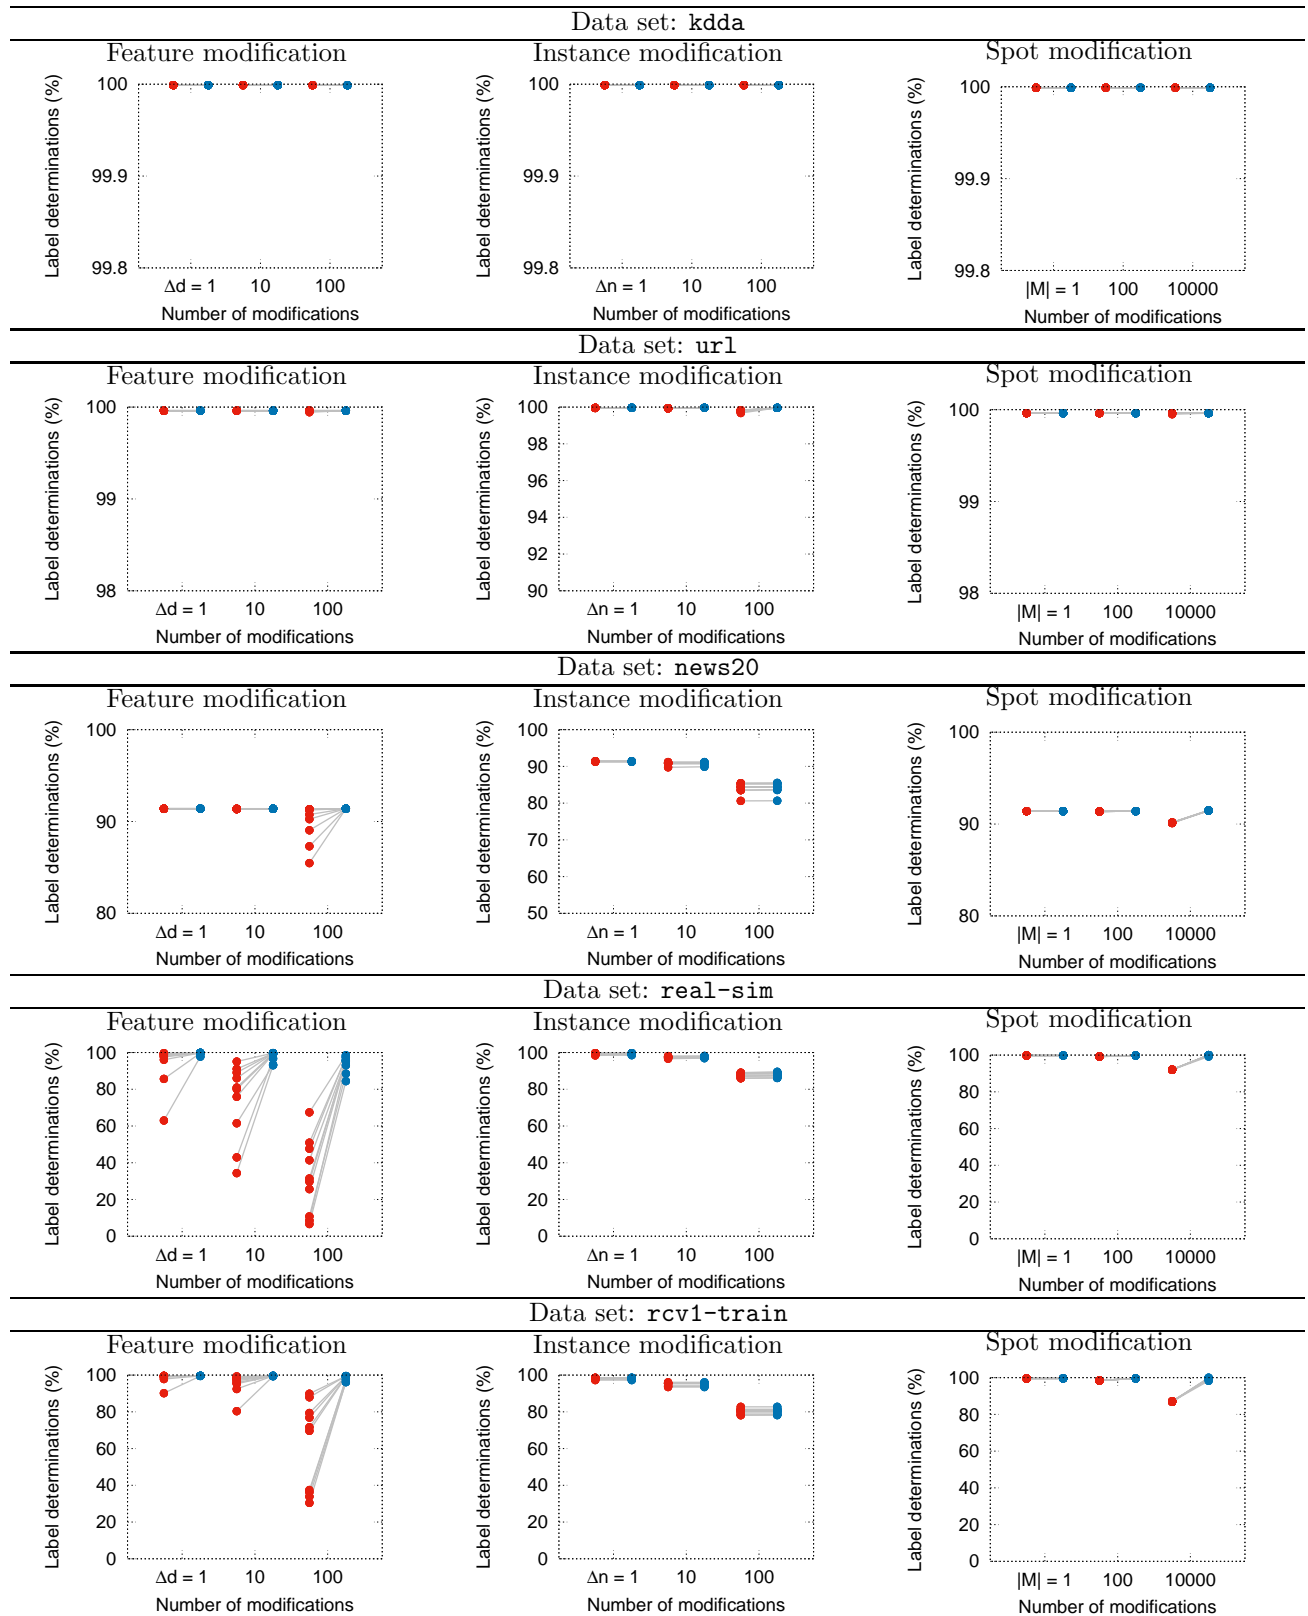 Data set: kdda
Feature modification
Label determinations (%)
100
99.9
99.8
Δd = 1 10 100
Number of modifications
Instance modification
Label determinations (%)
100
99.9
99.8
Δn = 1 10 100
Number of modifications
Spot modification
Label determinations (%)
100
99.9
99.8
|M| = 1 100 10000
Number of modifications
Data set: url
Feature modification
Label determinations (%)
100
99
98
Δd = 1 10 100
Number of modifications
Instance modification
Label determinations (%)
100
98
96
94
92
90
Δn = 1 10 100
Number of modifications
Spot modification
Label determinations (%)
100
99
98
|M| = 1 100 10000
Number of modifications
Data set: news20
Feature modification
Label determinations (%)
100
90
80
Δd = 1 10 100
Number of modifications
Instance modification
Label determinations (%)
100
90
80
70
60
50
Δn = 1 10 100
Number of modifications
Spot modification
Label determinations (%)
100
90
80
|M| = 1 100 10000
Number of modifications
Data set: real-sim
Feature modification
Label determinations (%)
100
80
60
40
20
0
Δd = 1 10 100
Number of modifications
Instance modification
Label determinations (%)
100
80
60
40
20
0
Δn = 1 10 100
Number of modifications
Spot modification
Label determinations (%)
100
80
60
40
20
0
|M| = 1 100 10000
Number of modifications
Data set: rcv1-train
Feature modification
Label determinations (%)
100
80
60
40
20
0
Δd = 1 10 100
Number of modifications
Instance modification
Label determinations (%)
100
80
60
40
20
0
Δn = 1 10 100
Number of modifications
Spot modification
Label determinations (%)
100
80
60
40
20
0
|M| = 1 100 10000
Number of modifications